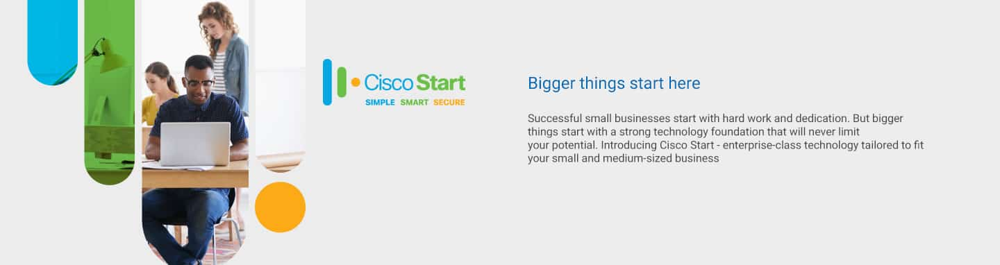 Cisco Start
SIMPLE SMART SECURE
Bigger things start here
Successful small businesses start with hard work and dedication. But bigger
things start with a strong technology foundation that will never limit
your potential. Introducing Cisco Start - enterprise-class technology tailored to fit
your small and medium-sized business